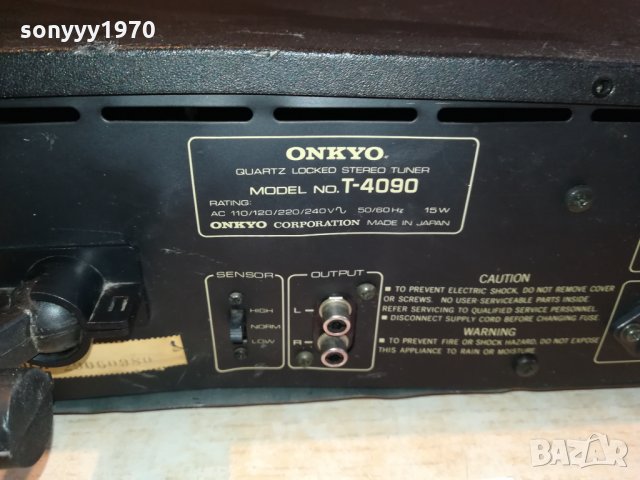 sonyyy1970
ONKYO®
QUARTZ LOCKED STEREO TUNER
MODEL NO. T-4090
RATING:
AC 110/120/220/240V∿ 50/60Hz 15W
ONKYO CORPORATION MADE IN JAPAN
SENSOR
HIGH
NORM
LOW
OUTPUT
L
R
CAUTION
■ TO PREVENT ELECTRIC SHOCK, DO NOT REMOVE COVER
OR SCREWS. NO USER-SERVICEABLE PARTS INSIDE.
REFER SERVICING TO QUALIFIED SERVICE PERSONNEL.
■ DISCONNECT SUPPLY CORD BEFORE CHANGING FUSE.
WARNING
■ TO PREVENT FIRE OR SHOCK HAZARD, DO NOT EXPOSE
THIS APPLIANCE TO RAIN OR MOISTURE.
BAZAR